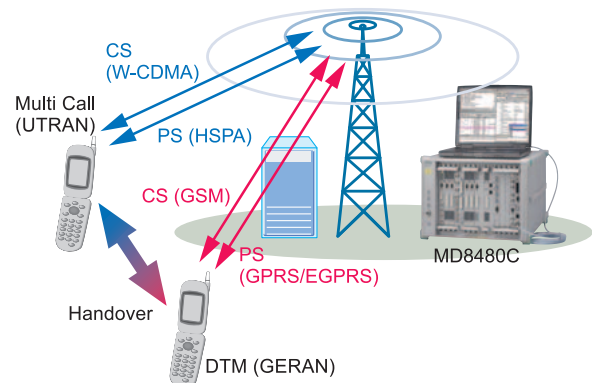 CS
(W-CDMA)
Multi Call
(UTRAN)
PS (HSPA)
CS (GSM)
PS
(GPRS/EGPRS)
MD8480C
Handover
DTM (GERAN)